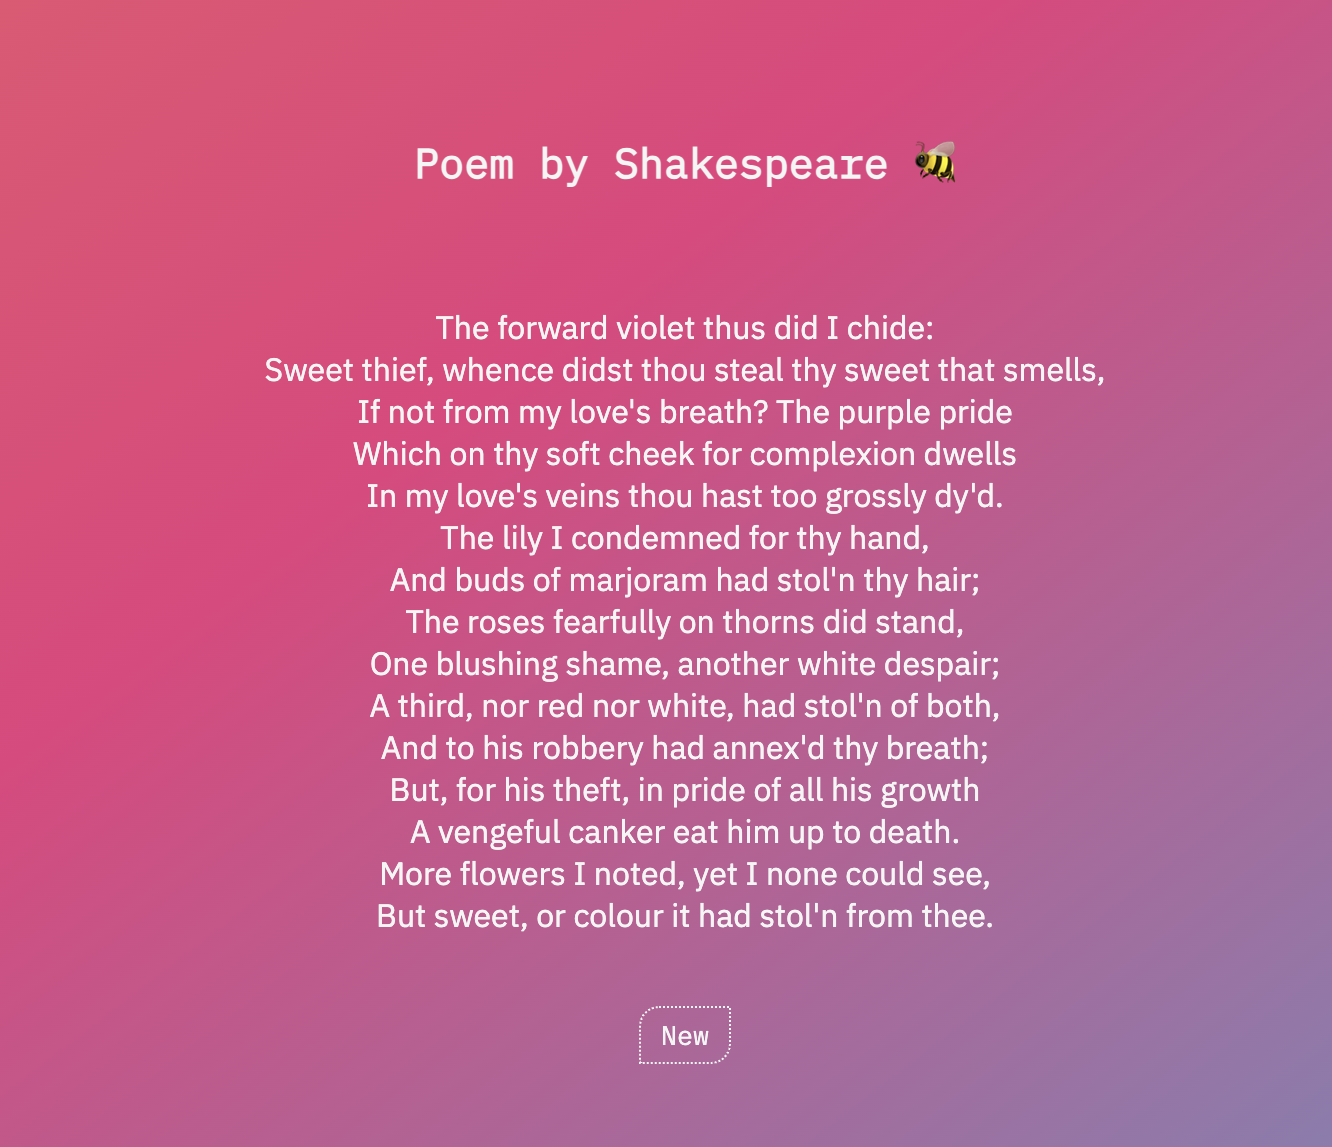 Poem by Shakespeare 🐝
The forward violet thus did I chide:
Sweet thief, whence didst thou steal thy sweet that smells,
If not from my love's breath? The purple pride
Which on thy soft cheek for complexion dwells
In my love's veins thou hast too grossly dy'd.
The lily I condemned for thy hand,
And buds of marjoram had stol'n thy hair;
The roses fearfully on thorns did stand,
One blushing shame, another white despair;
A third, nor red nor white, had stol'n of both,
And to his robbery had annex'd thy breath;
But, for his theft, in pride of all his growth
A vengeful canker eat him up to death.
More flowers I noted, yet I none could see,
But sweet, or colour it had stol'n from thee.
New